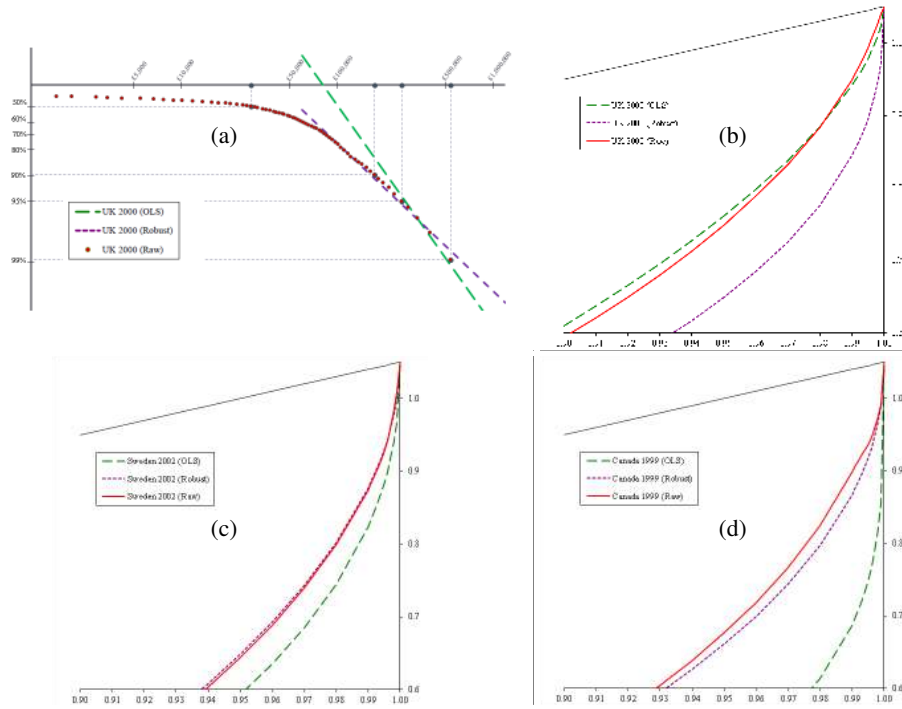 £5,000 £10,000 £50,000 £100,000 £500,000 £1,000,000
(a)
50%
60%
70%
80%
90%
95%
99%
UK 2000 (OLS)
UK 2000 (Robust)
UK 2000 (Raw)
(b)
UK 2000 (OLS)
(Robust)
UK 2000 (Raw)
(c)
Sweden 2002 (OLS)
Sweden 2002 (Robust)
Sweden 2002 (Raw)
1.0
0.9
0.8
0.7
0.6
0.90 0.91 0.92 0.93 0.94 0.95 0.96 0.97 0.98 0.99 1.00
(d)
Canada 1999 (OLS)
Canada 1999 (Robust)
Canada 1999 (Raw)
1.0
0.9
0.8
0.7
0.6
0.90 0.91 0.92 0.93 0.94 0.95 0.96 0.97 0.98 0.99 1.00